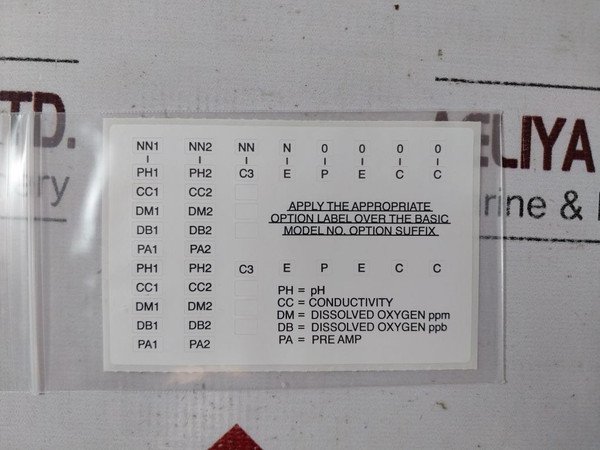 NN1 NN2 NN N 0 0 0 0
PH1 PH2 C3 E P E C C
CC1 CC2
DM1 DM2
DB1 DB2
PA1 PA2
APPLY THE APPROPRIATE
OPTION LABEL OVER THE BASIC
MODEL NO. OPTION SUFFIX
PH1 PH2 C3 E P E C C
CC1 CC2
DM1 DM2
DB1 DB2
PA1 PA2
PH = pH
CC = CONDUCTIVITY
DM = DISSOLVED OXYGEN ppm
DB = DISSOLVED OXYGEN ppb
PA = PRE AMP
TD.
AELIYA
rine &